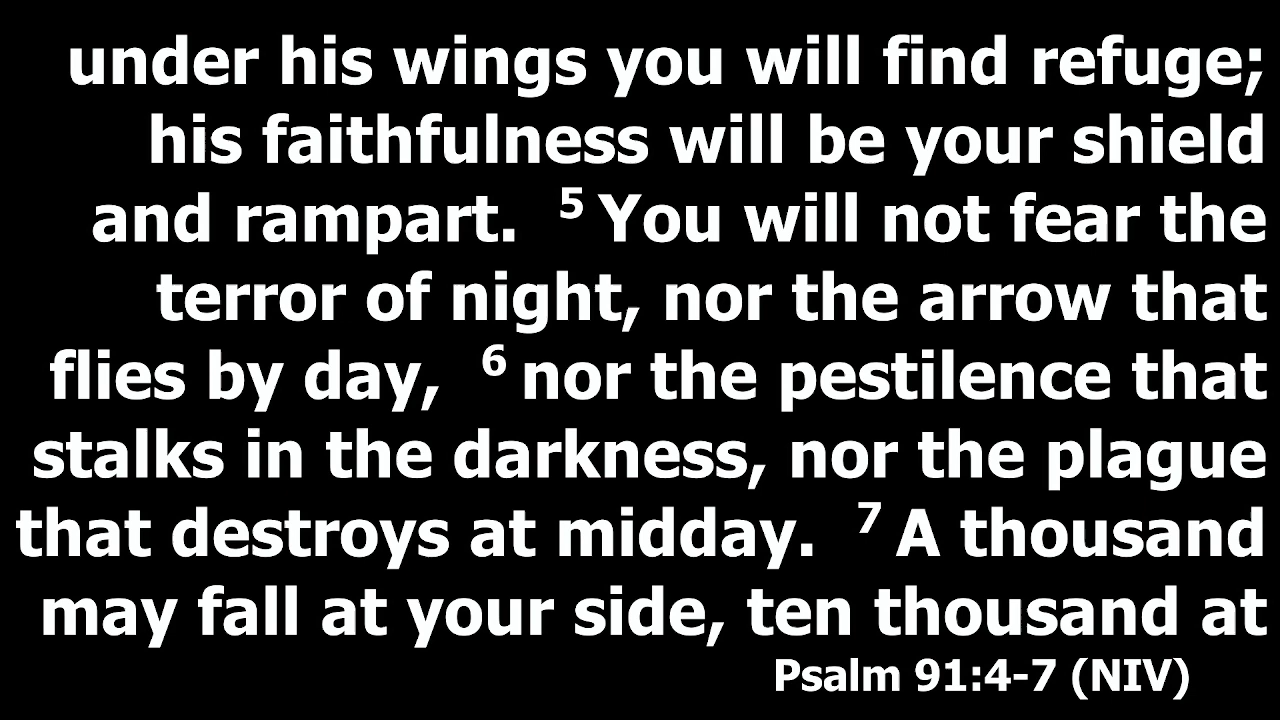 under his wings you will find refuge;
his faithfulness will be your shield
and rampart. 5 You will not fear the
terror of night, nor the arrow that
flies by day, 6 nor the pestilence that
stalks in the darkness, nor the plague
that destroys at midday. 7 A thousand
may fall at your side, ten thousand at
Psalm 91:4-7 (NIV)